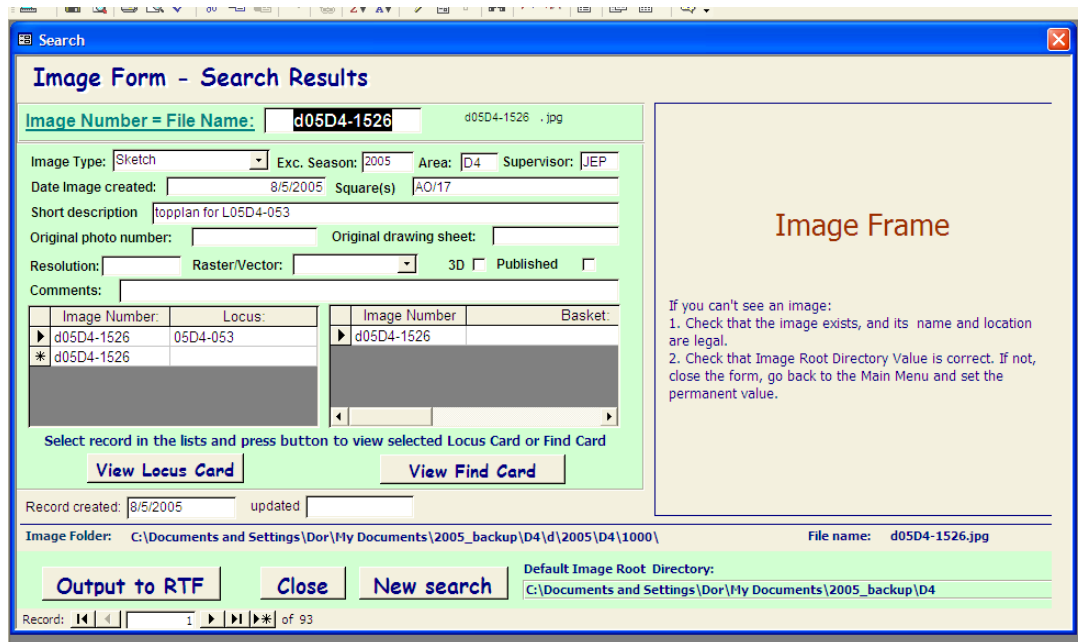 Search
Image Form - Search Results
Image Number = File Name: d05D4-1526 d05D4-1526 .jpg
Image Type: Sketch Exc. Season: 2005 Area: D4 Supervisor: JEP
Date Image created: 8/5/2005 Square(s) AO/17
Short description topplan for L05D4-053
Original photo number: Original drawing sheet:
Resolution: Raster/Vector: 3D Published
Comments:
Image Number: Locus: Image Number Basket:
d05D4-1526 05D4-053 d05D4-1526
d05D4-1526
Select record in the lists and press button to view selected Locus Card or Find Card
View Locus Card View Find Card
Record created: 8/5/2005 updated
Image Frame
If you can't see an image:
1. Check that the image exists, and its name and location
are legal.
2. Check that Image Root Directory Value is correct. If not,
close the form, go back to the Main Menu and set the
permanent value.
Image Folder: C:\Documents and Settings\Dor\My Documents\2005_backup\D4\d\2005\D4\1000\ File name: d05D4-1526.jpg
Output to RTF Close New search
Default Image Root Directory:
C:\Documents and Settings\Dor\My Documents\2005_backup\D4
Record: 1 of 93